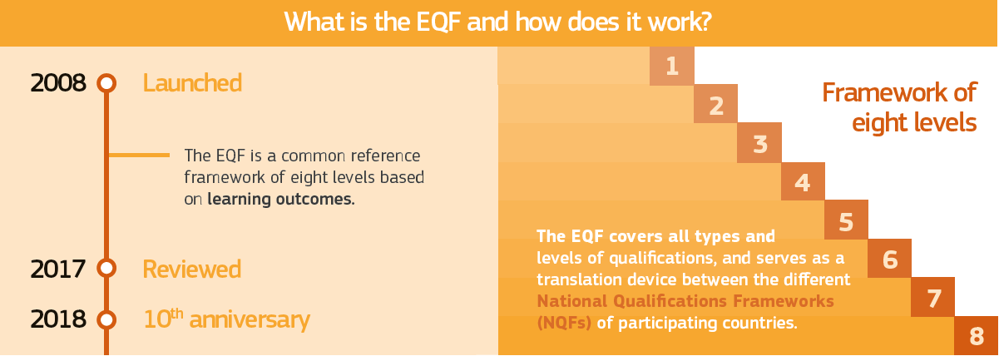 What is the EQF and how does it work?
2008 Launched
The EQF is a common reference
framework of eight levels based
on learning outcomes.
2017 Reviewed
2018 10th anniversary
Framework of
eight levels
1
2
3
4
5
6
7
8
The EQF covers all types and
levels of qualifications, and serves as a
translation device between the different
National Qualifications Frameworks
(NQFs) of participating countries.